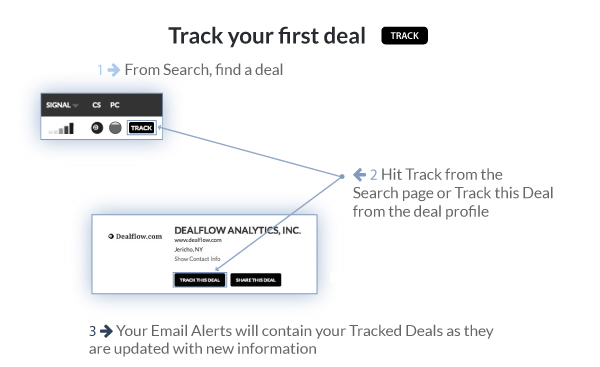 Track your first deal TRACK
1 → From Search, find a deal
SIGNAL CS PC
TRACK
← 2 Hit Track from the
Search page or Track this Deal
from the deal profile
Dealflow.com
DEALFLOW ANALYTICS, INC.
www.dealflow.com
Jericho, NY
Show Contact Info
TRACK THIS DEAL SHARE THIS DEAL
3 → Your Email Alerts will contain your Tracked Deals as they
are updated with new information